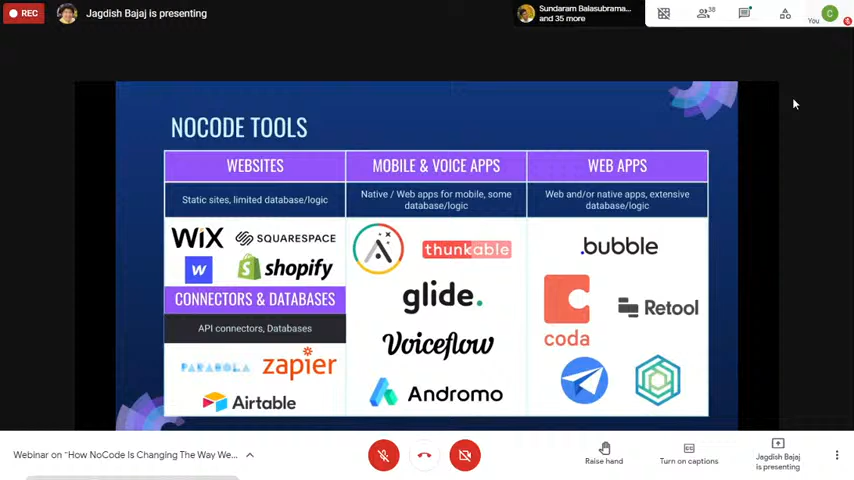 REC
Jagdish Bajaj is presenting
Sundaram Balasubrama...
and 35 more
38
You
C
NOCODE TOOLS
WEBSITES
Static sites, limited database/logic
WiX
SQUARESPACE
w
shopify
CONNECTORS & DATABASES
API connectors, Databases
PARABOLA
zapier
Airtable
MOBILE & VOICE APPS
Native / Web apps for mobile, some
database/logic
thunkable
glide.
Voiceflow
Andromo
WEB APPS
Web and/or native apps, extensive
database/logic
.bubble
coda
Retool
Webinar on "How NoCode Is Changing The Way We...
Raise hand
Turn on captions
Jagdish Bajaj
is presenting